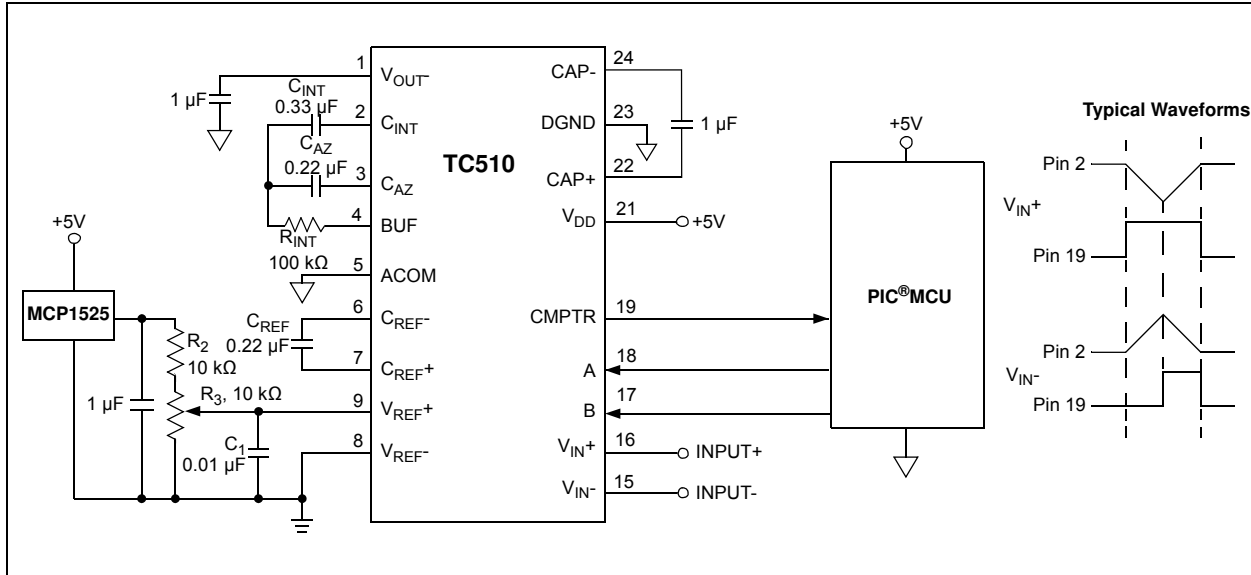 1
V_OUT-
1 µF
C_INT
0.33 µF
2
C_INT
C_AZ
0.22 µF
3
C_AZ
4
BUF
R_INT
100 kΩ
5
ACOM
+5V
MCP1525
C_REF
0.22 µF
6
C_REF-
7
C_REF+
R_2
10 kΩ
R_3, 10 kΩ
1 µF
9
V_REF+
C_1
0.01 µF
8
V_REF-
TC510
CAP-
24
DGND
23
1 µF
CAP+
22
V_DD
21
+5V
CMPTR
19
A
18
B
17
V_IN+
16
INPUT+
V_IN-
15
INPUT-
+5V
PIC®MCU
Typical Waveforms
Pin 2
V_IN+
Pin 19
Pin 2
V_IN-
Pin 19